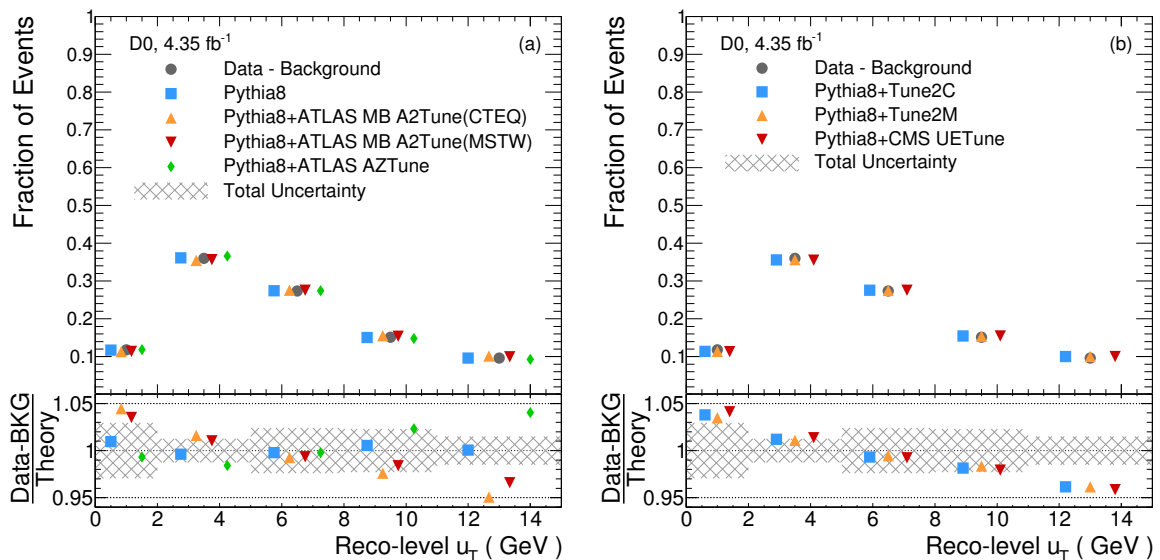 Fraction of Events
1
0.9
0.8
0.7
0.6
0.5
0.4
0.3
0.2
0.1
D0, 4.35 fb⁻¹
(a)
Data - Background
Pythia8
Pythia8+ATLAS MB A2Tune(CTEQ)
Pythia8+ATLAS MB A2Tune(MSTW)
Pythia8+ATLAS AZTune
Total Uncertainty
Data-BKG
Theory
1.05
1
0.95
0 2 4 6 8 10 12 14
Reco-level u_T ( GeV )
Fraction of Events
1
0.9
0.8
0.7
0.6
0.5
0.4
0.3
0.2
0.1
D0, 4.35 fb⁻¹
(b)
Data - Background
Pythia8+Tune2C
Pythia8+Tune2M
Pythia8+CMS UETune
Total Uncertainty
Data-BKG
Theory
1.05
1
0.95
0 2 4 6 8 10 12 14
Reco-level u_T ( GeV )